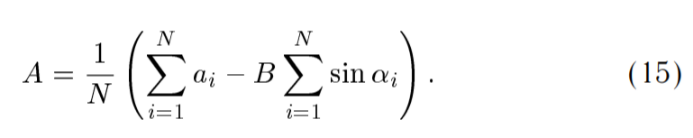 A = \frac{1}{N} \left( \sum_{i=1}^{N} a_i - B \sum_{i=1}^{N} \sin \alpha_i \right) . (15)